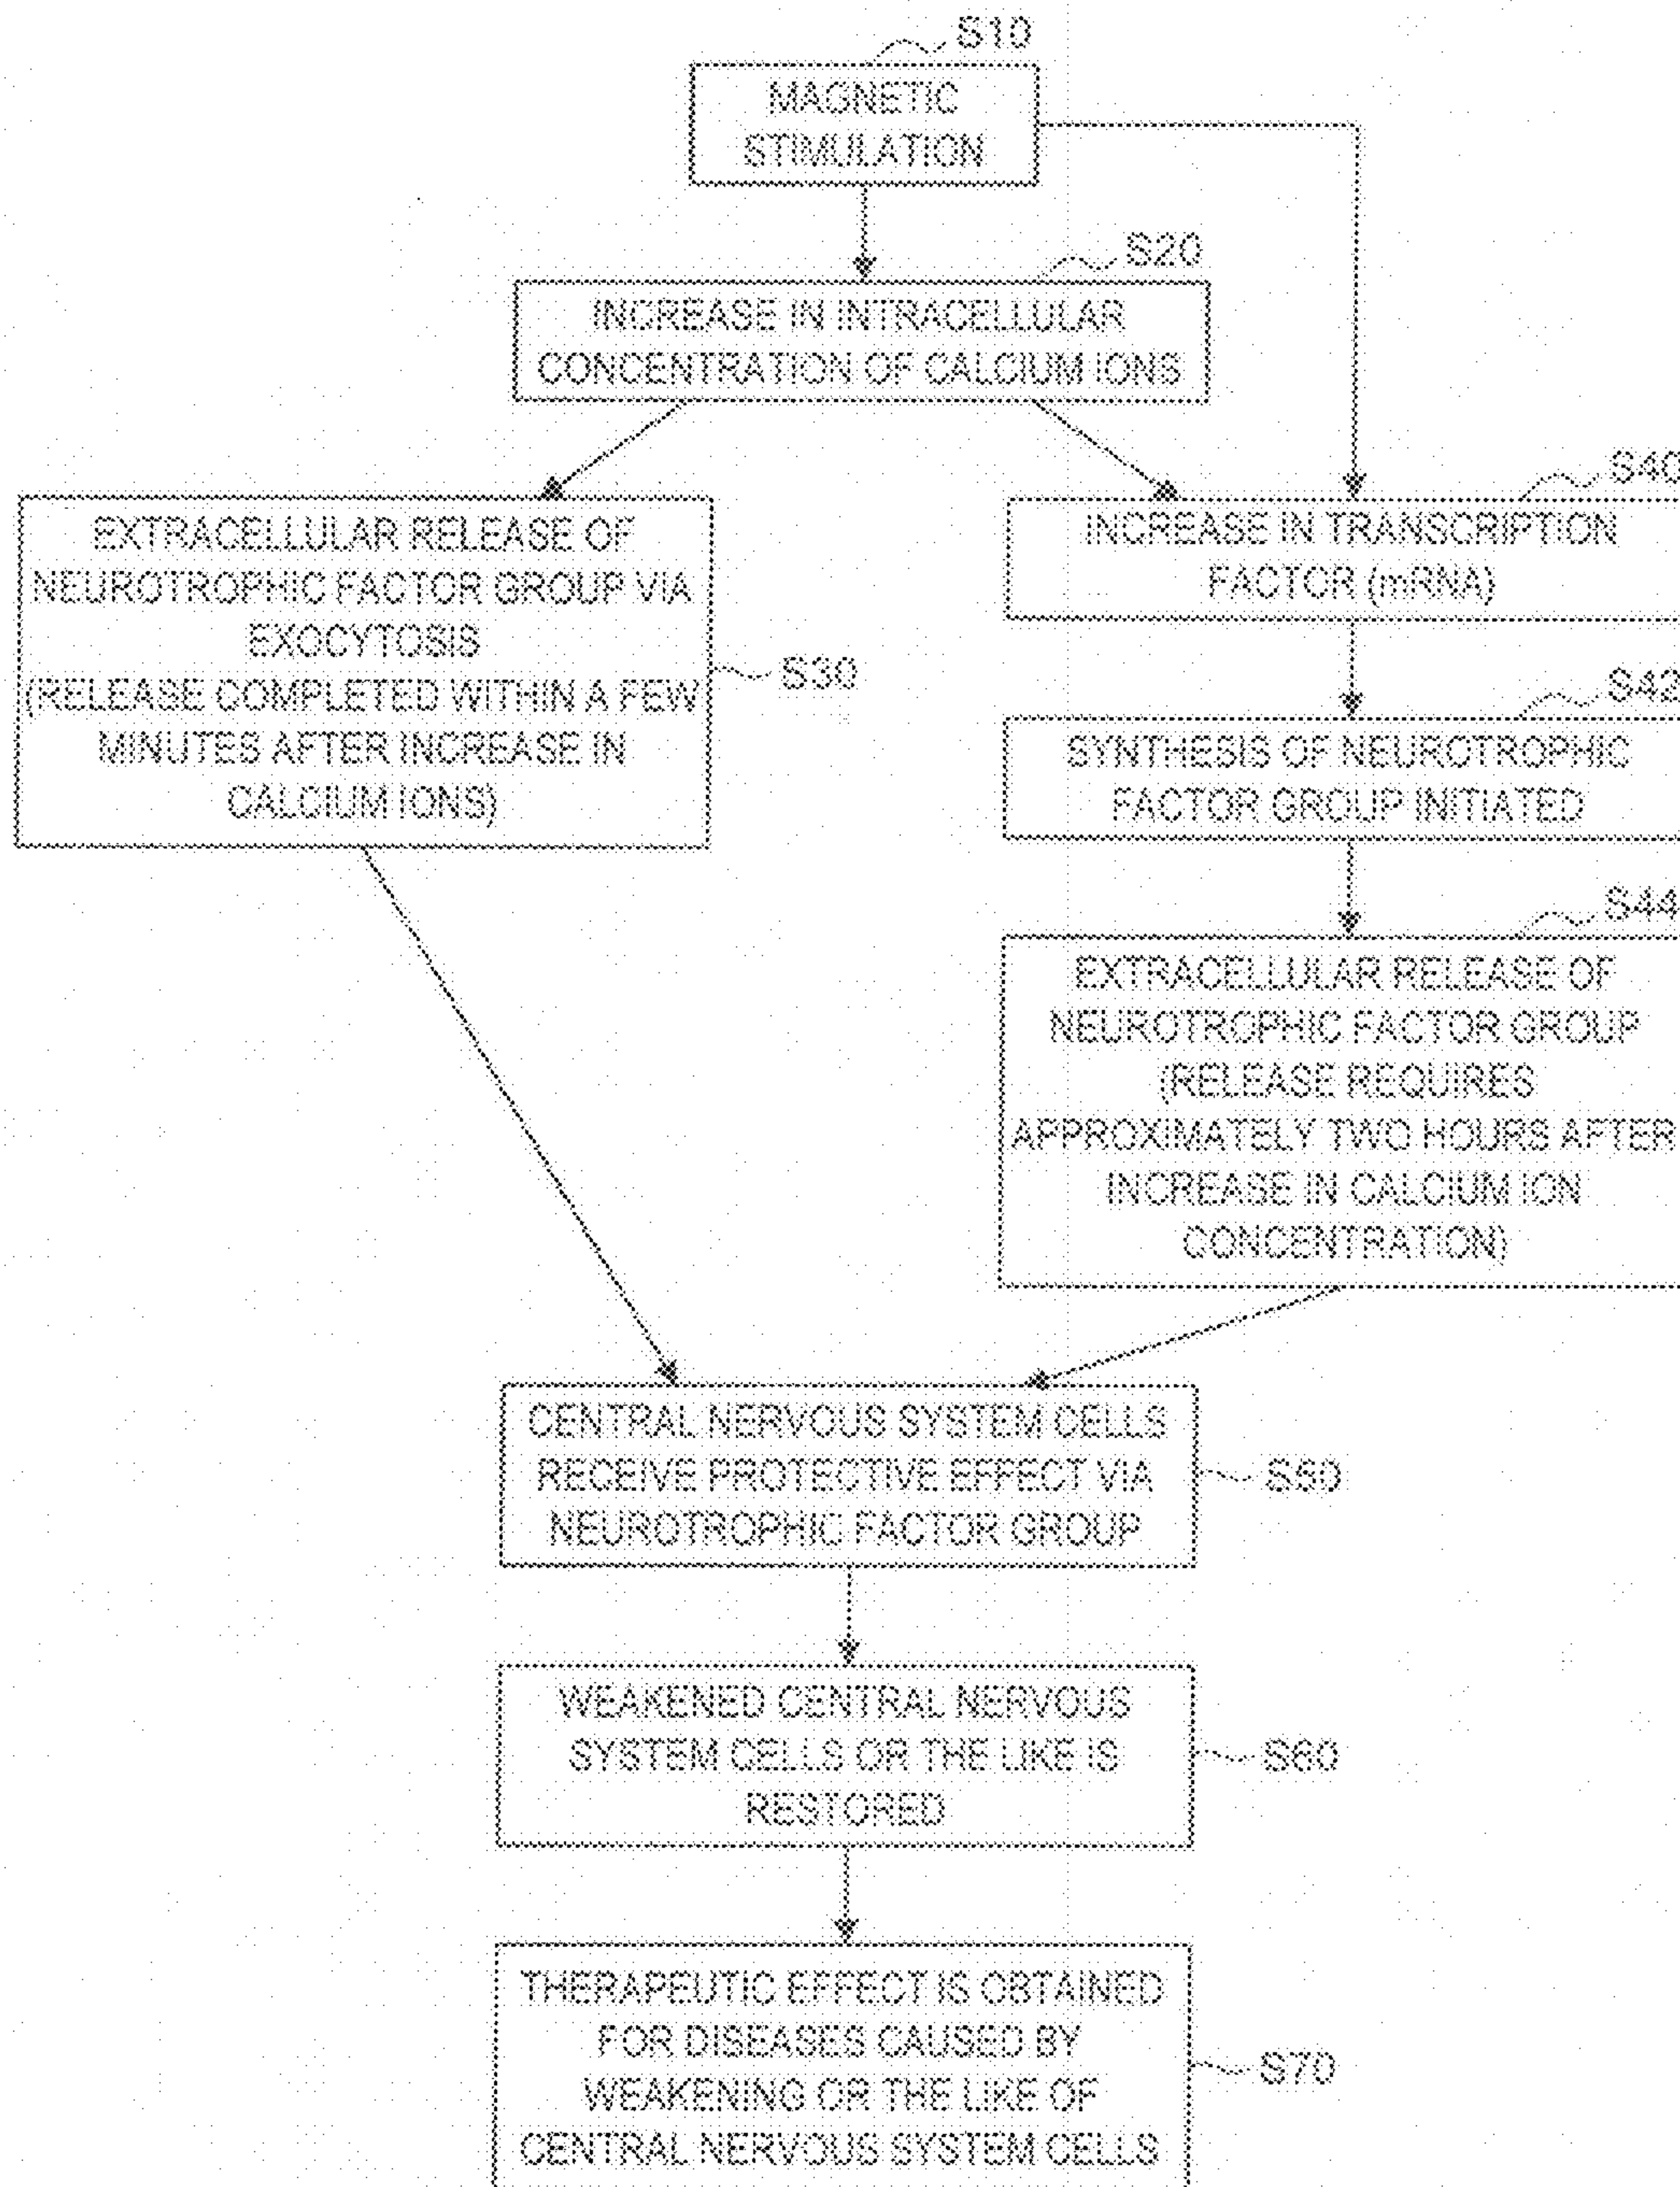 S10
MAGNETIC
STIMULATION
S20
INCREASE IN INTRACELLULAR
CONCENTRATION OF CALCIUM IONS
EXTRACELLULAR RELEASE OF
NEUROTROPHIC FACTOR GROUP VIA
EXOCYTOSIS
(RELEASE COMPLETED WITHIN A FEW
MINUTES AFTER INCREASE IN
CALCIUM IONS)
S30
S40
INCREASE IN TRANSCRIPTION
FACTOR (mRNA)
S42
SYNTHESIS OF NEUROTROPHIC
FACTOR GROUP INITIATED
S44
EXTRACELLULAR RELEASE OF
NEUROTROPHIC FACTOR GROUP
(RELEASE REQUIRES
APPROXIMATELY TWO HOURS AFTER
INCREASE IN CALCIUM ION
CONCENTRATION)
CENTRAL NERVOUS SYSTEM CELLS
RECEIVE PROTECTIVE EFFECT VIA
NEUROTROPHIC FACTOR GROUP
S50
WEAKENED CENTRAL NERVOUS
SYSTEM CELLS OR THE LIKE IS
RESTORED
S60
THERAPEUTIC EFFECT IS OBTAINED
FOR DISEASES CAUSED BY
WEAKENING OR THE LIKE OF
CENTRAL NERVOUS SYSTEM CELLS
S70